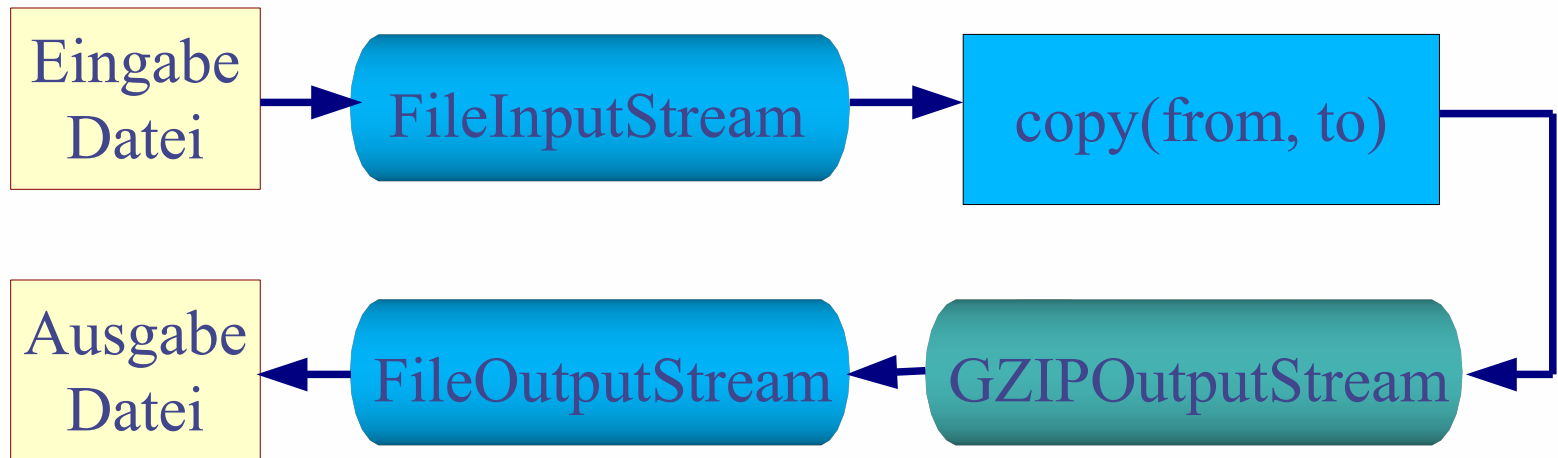 Eingabe
Datei
FileInputStream
copy(from, to)
Ausgabe
Datei
FileOutputStream
GZIPOutputStream